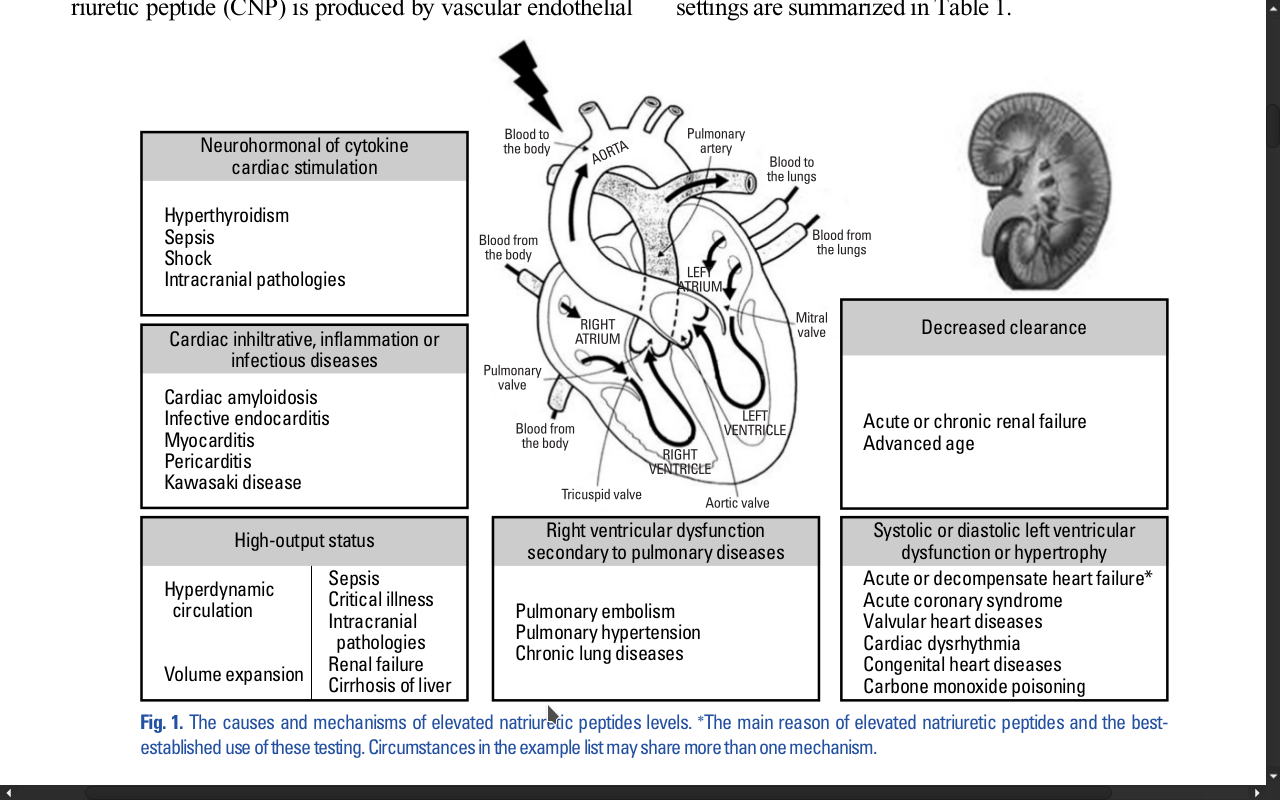 riuretic peptide (CNP) is produced by vascular endothelial
settings are summarized in Table 1.
Neurohormonal of cytokine
cardiac stimulation
Hyperthyroidism
Sepsis
Shock
Intracranial pathologies
Cardiac inhiltrative, inflammation or
infectious diseases
Cardiac amyloidosis
Infective endocarditis
Myocarditis
Pericarditis
Kawasaki disease
High-output status
Hyperdynamic
circulation
Volume expansion
Sepsis
Critical illness
Intracranial
pathologies
Renal failure
Cirrhosis of liver
Blood to
the body
AORTA
Pulmonary
artery
Blood to
the lungs
Blood from
the body
Blood from
the lungs
LEFT
ATRIUM
RIGHT
ATRIUM
Mitral
valve
Pulmonary
valve
Blood from
the body
LEFT
VENTRICLE
RIGHT
VENTRICLE
Tricuspid valve
Aortic valve
Right ventricular dysfunction
secondary to pulmonary diseases
Pulmonary embolism
Pulmonary hypertension
Chronic lung diseases
Decreased clearance
Acute or chronic renal failure
Advanced age
Systolic or diastolic left ventricular
dysfunction or hypertrophy
Acute or decompensate heart failure*
Acute coronary syndrome
Valvular heart diseases
Cardiac dysrhythmia
Congenital heart diseases
Carbone monoxide poisoning
Fig. 1. The causes and mechanisms of elevated natriuretic peptides levels. *The main reason of elevated natriuretic peptides and the best-
established use of these testing. Circumstances in the example list may share more than one mechanism.